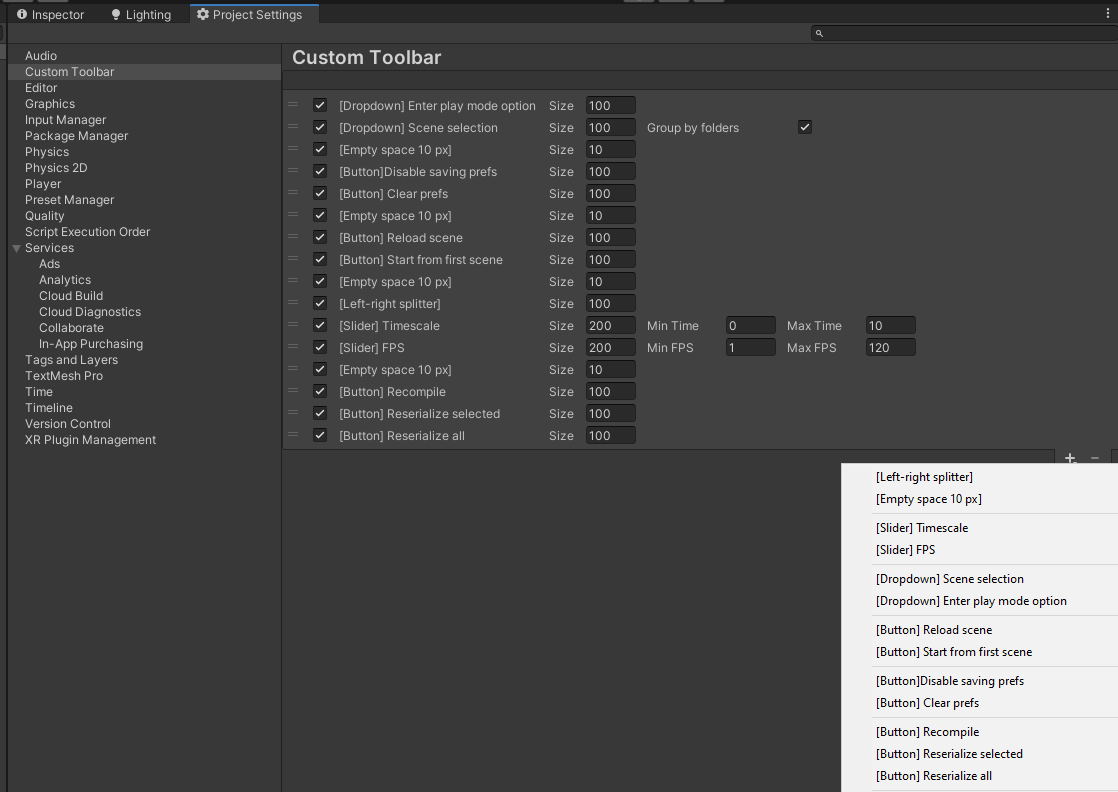 Inspector Lighting Project Settings
Audio
Custom Toolbar
Editor
Graphics
Input Manager
Package Manager
Physics
Physics 2D
Player
Preset Manager
Quality
Script Execution Order
Services
Ads
Analytics
Cloud Build
Cloud Diagnostics
Collaborate
In-App Purchasing
Tags and Layers
TextMesh Pro
Time
Timeline
Version Control
XR Plugin Management
Custom Toolbar
[Dropdown] Enter play mode option Size 100
[Dropdown] Scene selection Size 100 Group by folders
[Empty space 10 px] Size 10
[Button]Disable saving prefs Size 100
[Button] Clear prefs Size 100
[Empty space 10 px] Size 10
[Button] Reload scene Size 100
[Button] Start from first scene Size 100
[Empty space 10 px] Size 10
[Left-right splitter] Size 100
[Slider] Timescale Size 200 Min Time 0 Max Time 10
[Slider] FPS Size 200 Min FPS 1 Max FPS 120
[Empty space 10 px] Size 10
[Button] Recompile Size 100
[Button] Reserialize selected Size 100
[Button] Reserialize all Size 100
[Left-right splitter]
[Empty space 10 px]
[Slider] Timescale
[Slider] FPS
[Dropdown] Scene selection
[Dropdown] Enter play mode option
[Button] Reload scene
[Button] Start from first scene
[Button]Disable saving prefs
[Button] Clear prefs
[Button] Recompile
[Button] Reserialize selected
[Button] Reserialize all